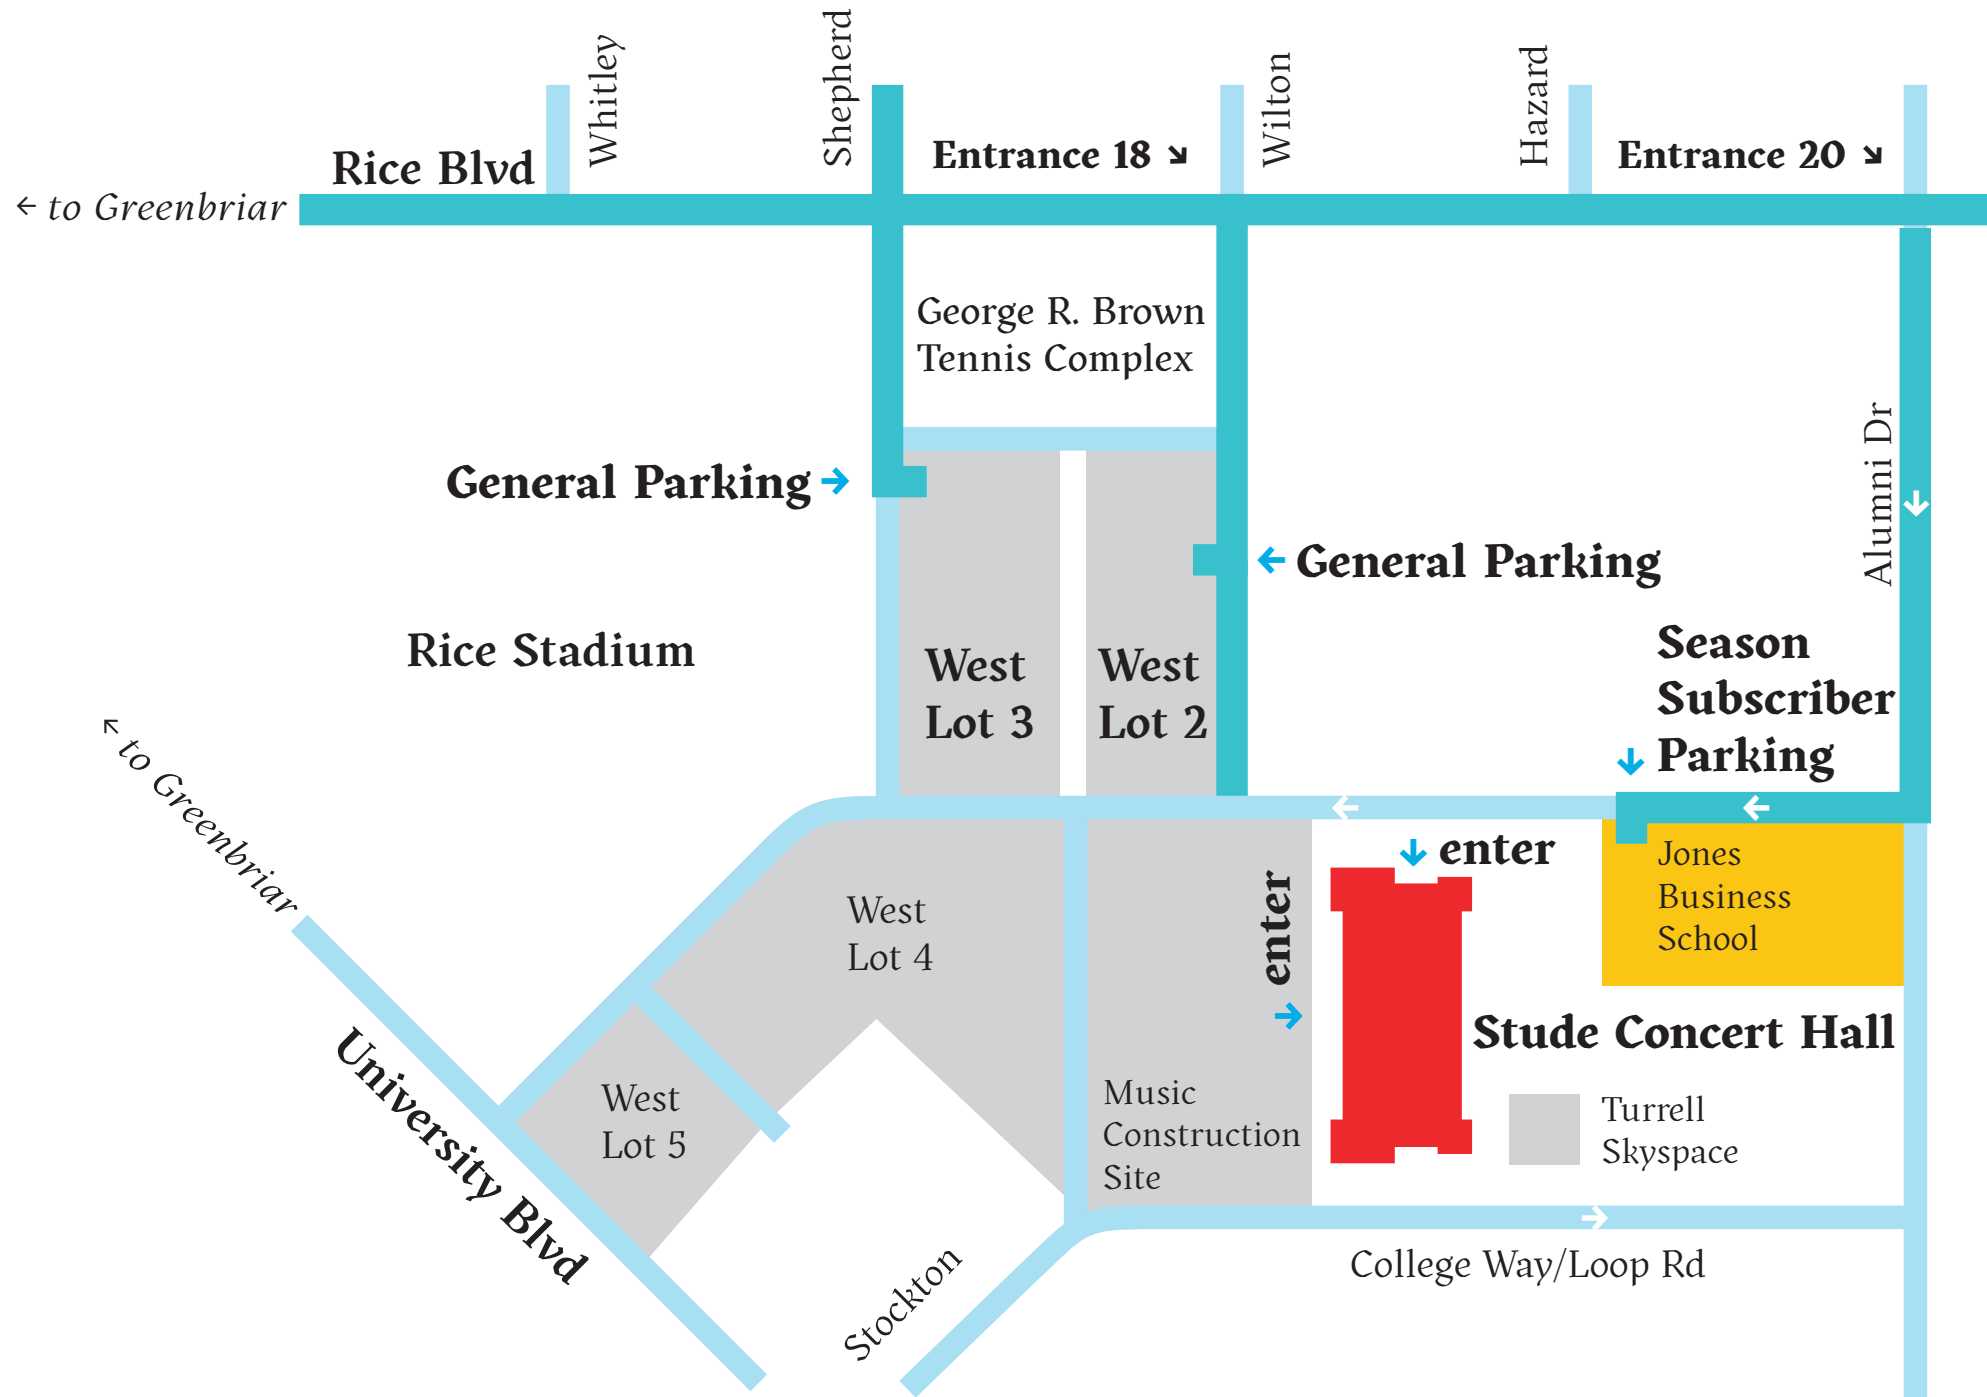 Whitley
Shepherd
Wilton
Hazard
Rice Blvd
Entrance 18 ↘
Entrance 20 ↘
← to Greenbriar
George R. Brown
Tennis Complex
Alumni Dr
General Parking →
← General Parking
Rice Stadium
West
Lot 3
West
Lot 2
Season
Subscriber
↓ Parking
↖ to Greenbriar
↓ enter
Jones
Business
School
enter
West
Lot 4
Stude Concert Hall
University Blvd
West
Lot 5
Music
Construction
Site
Turrell
Skyspace
Stockton
College Way/Loop Rd